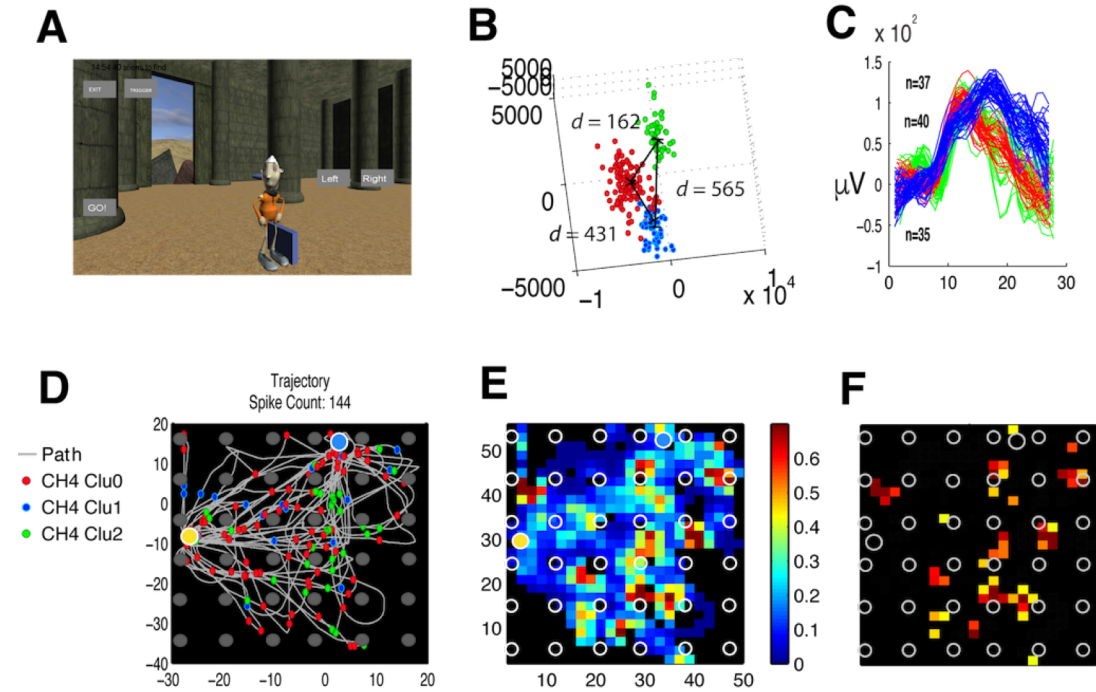 A
EXIT
TRIGGER
Left
Right
GO!
B
5000
0
−5000
5000
0
−5000
d = 162
d = 565
d = 431
−1
0
1
x 10⁴
C
x 10²
1.5
1
0.5
0
−0.5
−1
μV
n=37
n=40
n=35
0
10
20
30
D
Trajectory
Spike Count: 144
Path
CH4 Clu0
CH4 Clu1
CH4 Clu2
20
10
0
−10
−20
−30
−40
−30
−20
−10
0
10
20
E
50
40
30
20
10
10
20
30
40
50
0.6
0.5
0.4
0.3
0.2
0.1
0
F